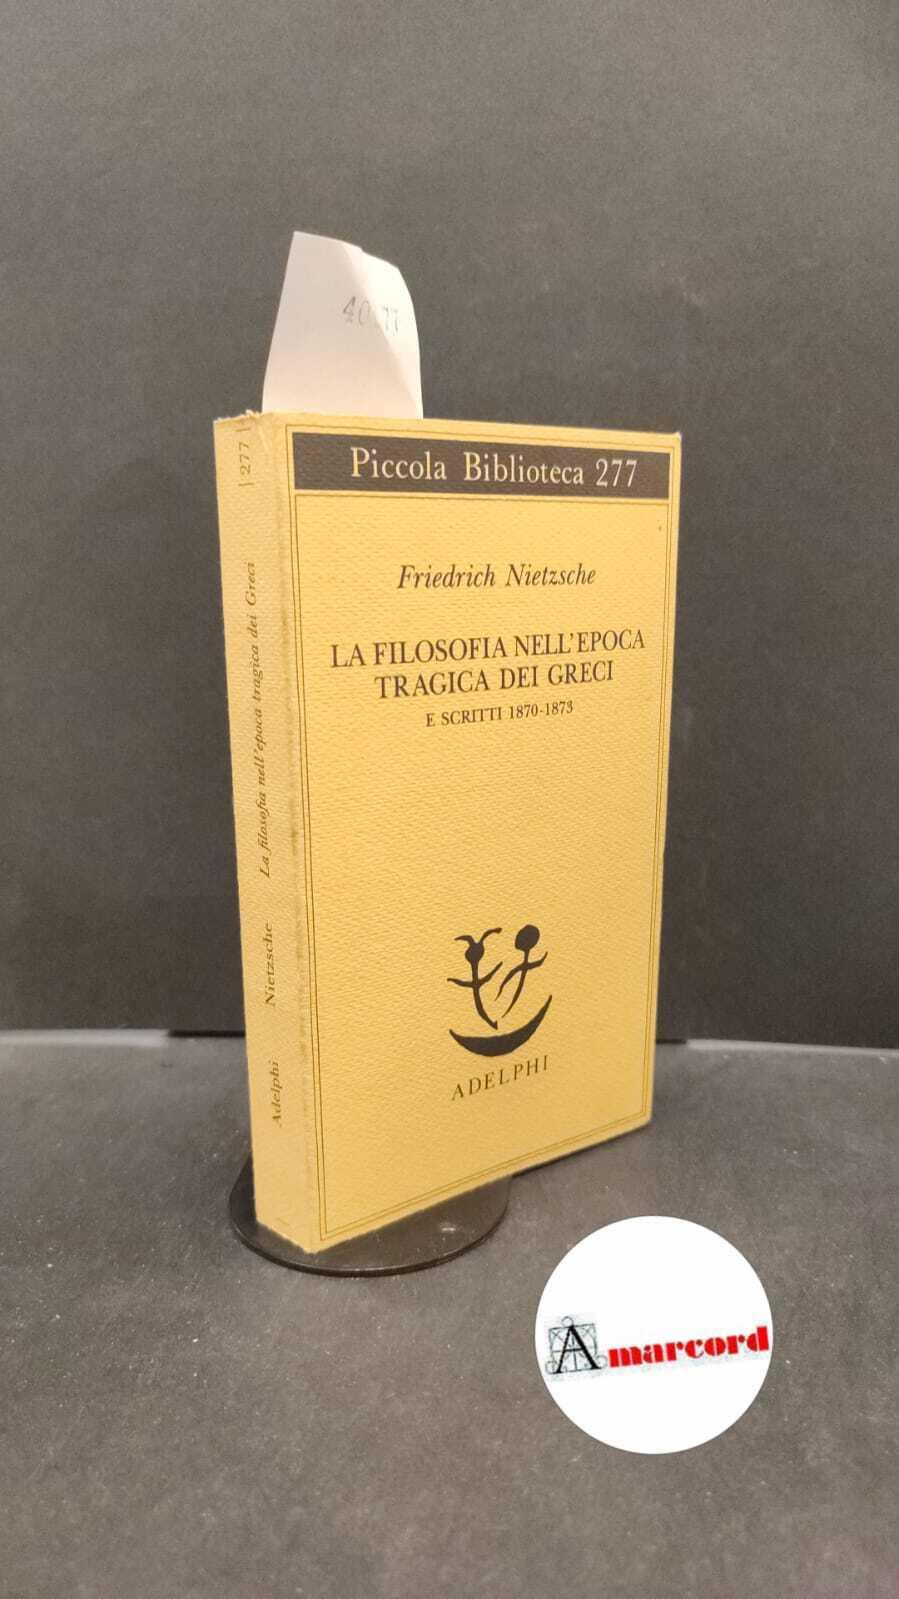 Piccola Biblioteca 277
Friedrich Nietzsche
LA FILOSOFIA NELL'EPOCA
TRAGICA DEI GRECI
E SCRITTI 1870-1873
ADELPHI
277
La filosofia nell'epoca tragica dei Greci
Nietzsche
Adelphi
Amarcord